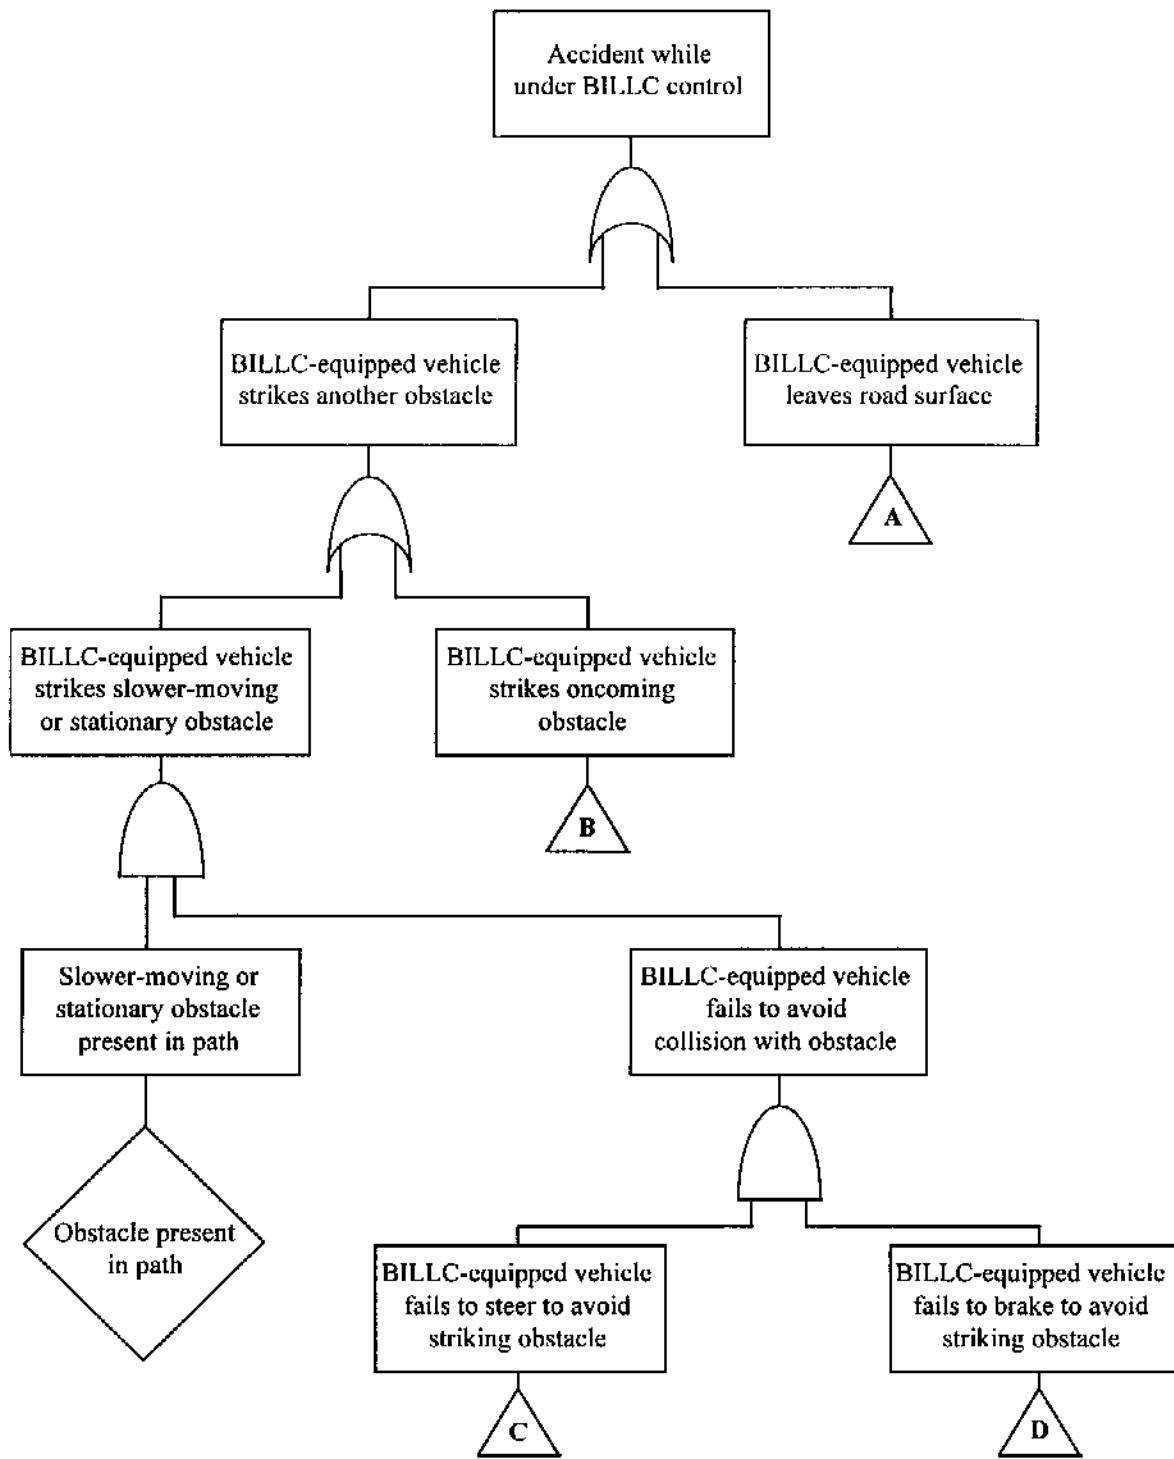 Accident while
under BILLC control
BILLC-equipped vehicle
strikes another obstacle
BILLC-equipped vehicle
leaves road surface
A
BILLC-equipped vehicle
strikes slower-moving
or stationary obstacle
BILLC-equipped vehicle
strikes oncoming
obstacle
B
Slower-moving or
stationary obstacle
present in path
BILLC-equipped vehicle
fails to avoid
collision with obstacle
Obstacle present
in path
BILLC-equipped vehicle
fails to steer to avoid
striking obstacle
BILLC-equipped vehicle
fails to brake to avoid
striking obstacle
C
D